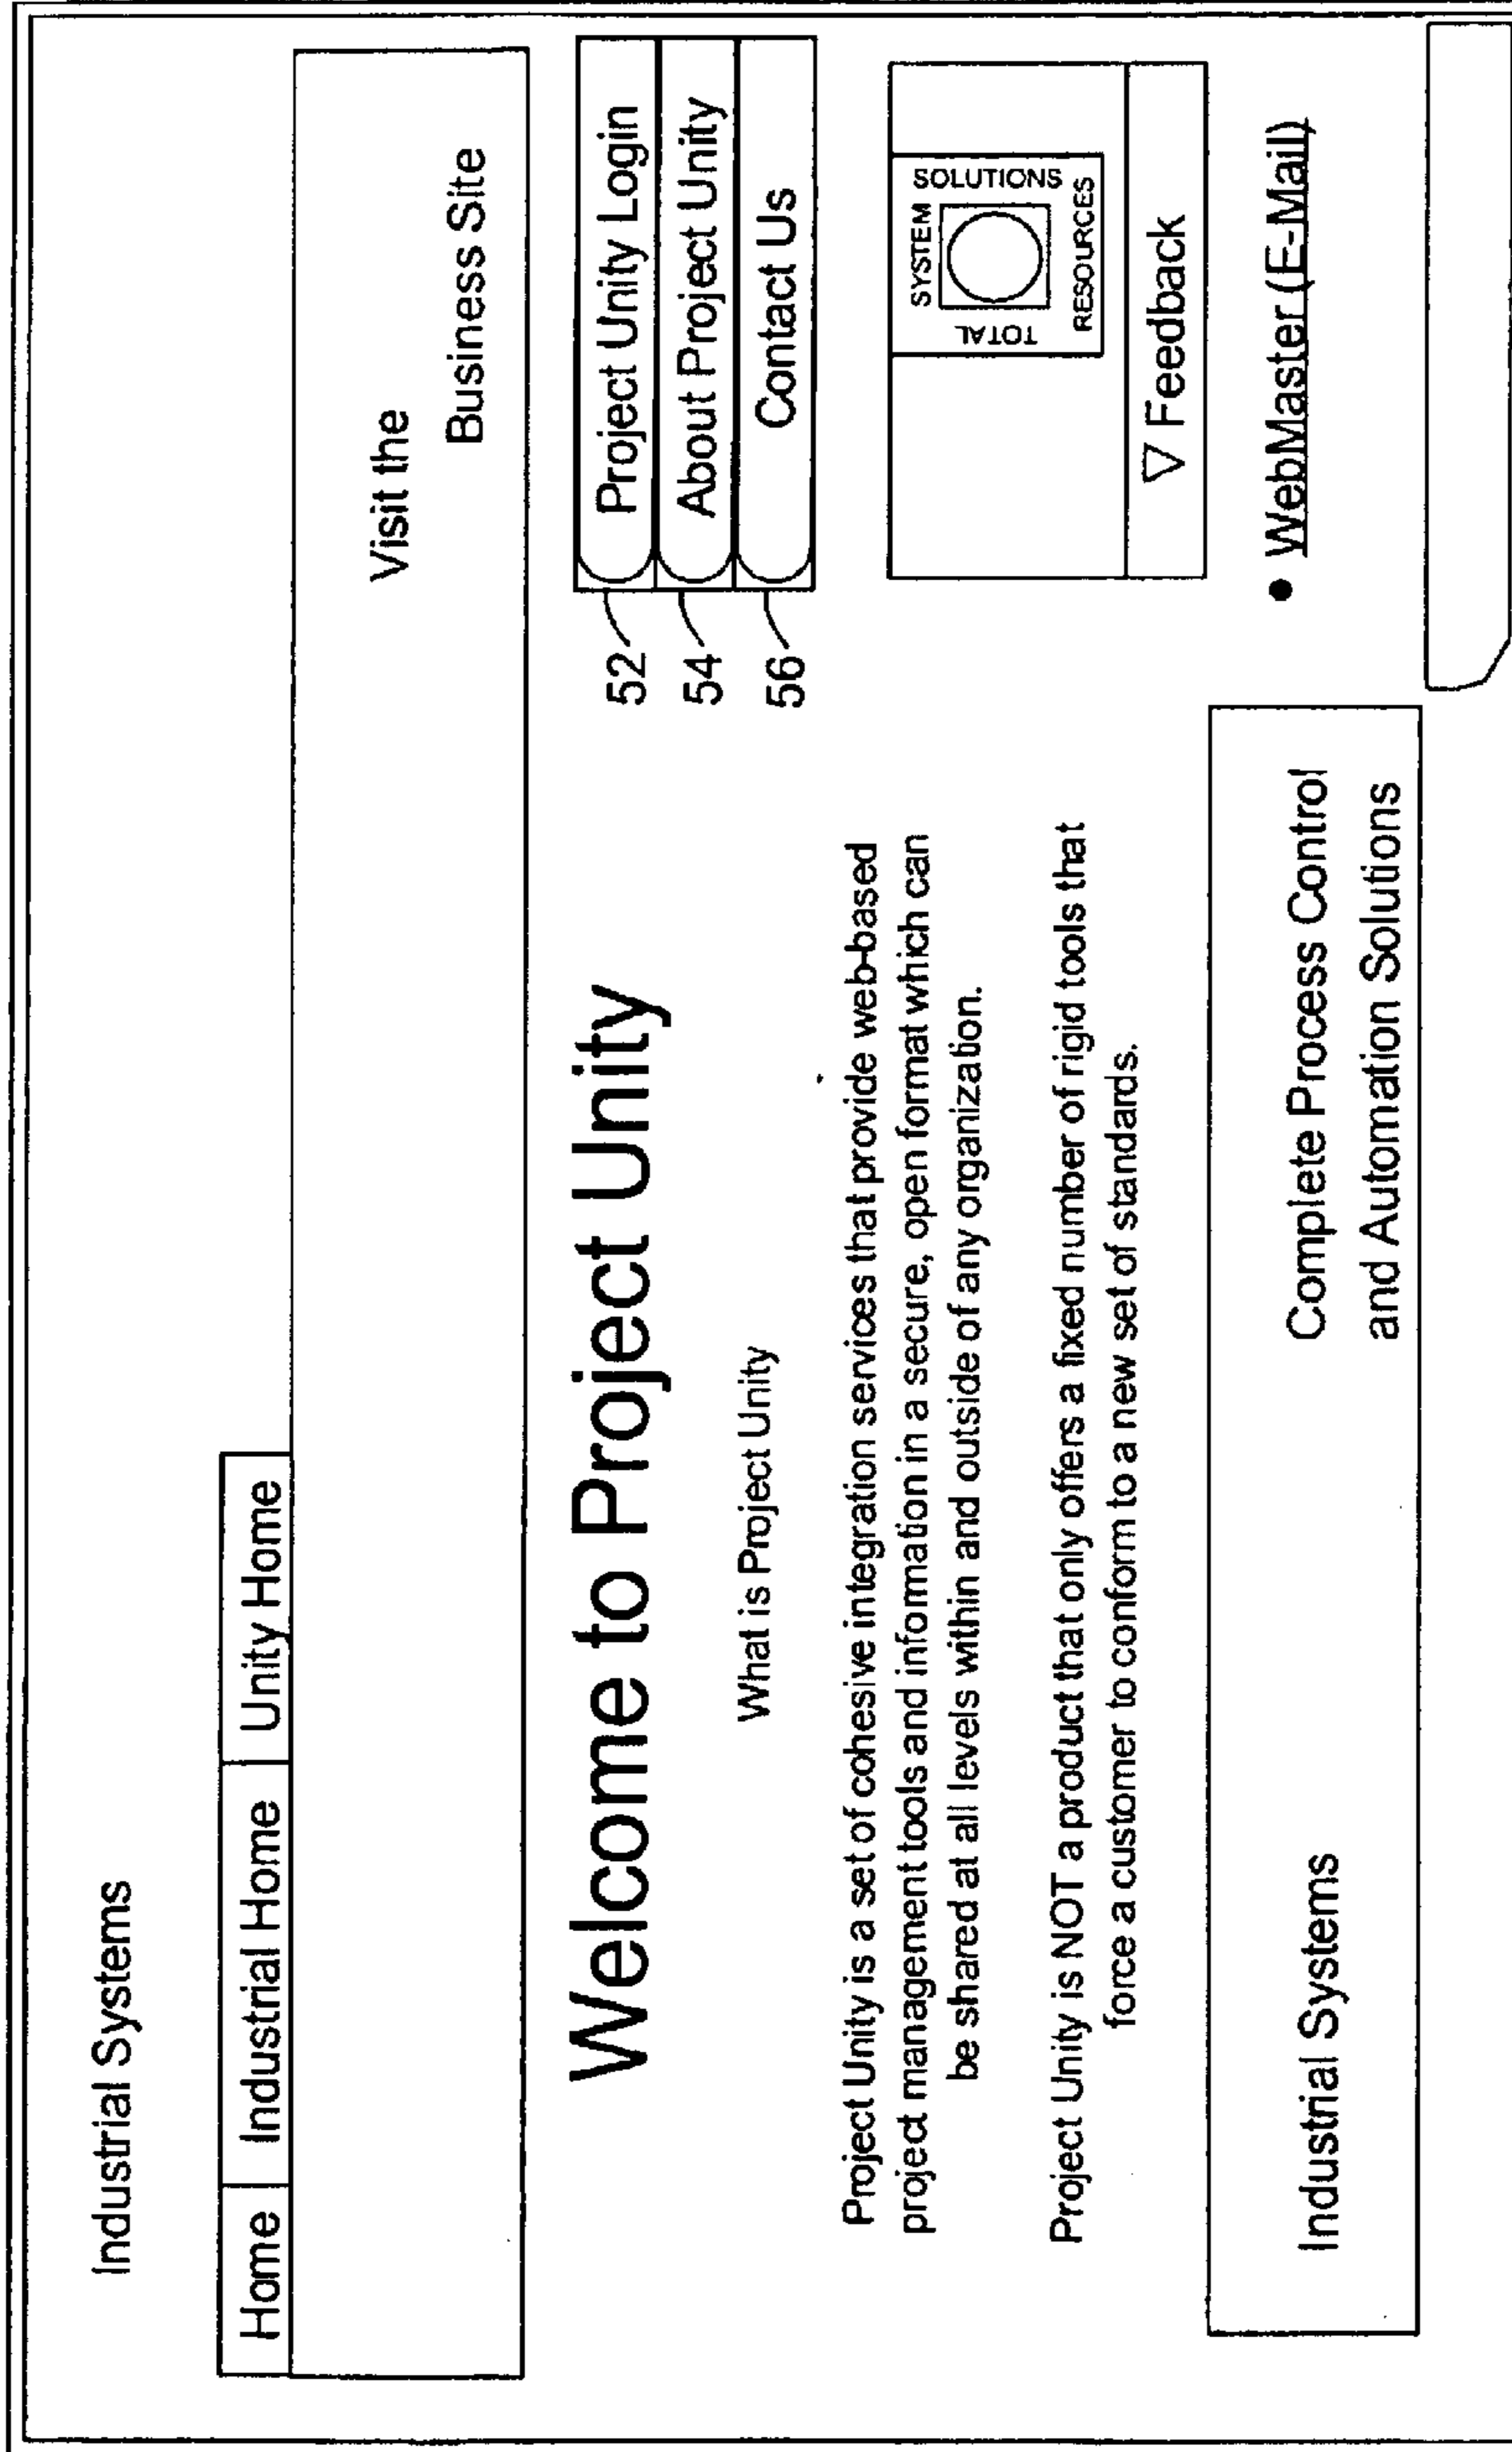 Industrial Systems
Home Industrial Home Unity Home
Visit the
Business Site
Welcome to Project Unity
What is Project Unity
Project Unity is a set of cohesive integration services that provide web-based
project management tools and information in a secure, open format which can
be shared at all levels within and outside of any organization.
Project Unity is NOT a product that only offers a fixed number of rigid tools that
force a customer to conform to a new set of standards.
Industrial Systems
Complete Process Control
and Automation Solutions
52 Project Unity Login
54 About Project Unity
56 Contact Us
SYSTEM
SOLUTIONS
TOTAL
RESOURCES
▽ Feedback
• WebMaster (E-Mail)